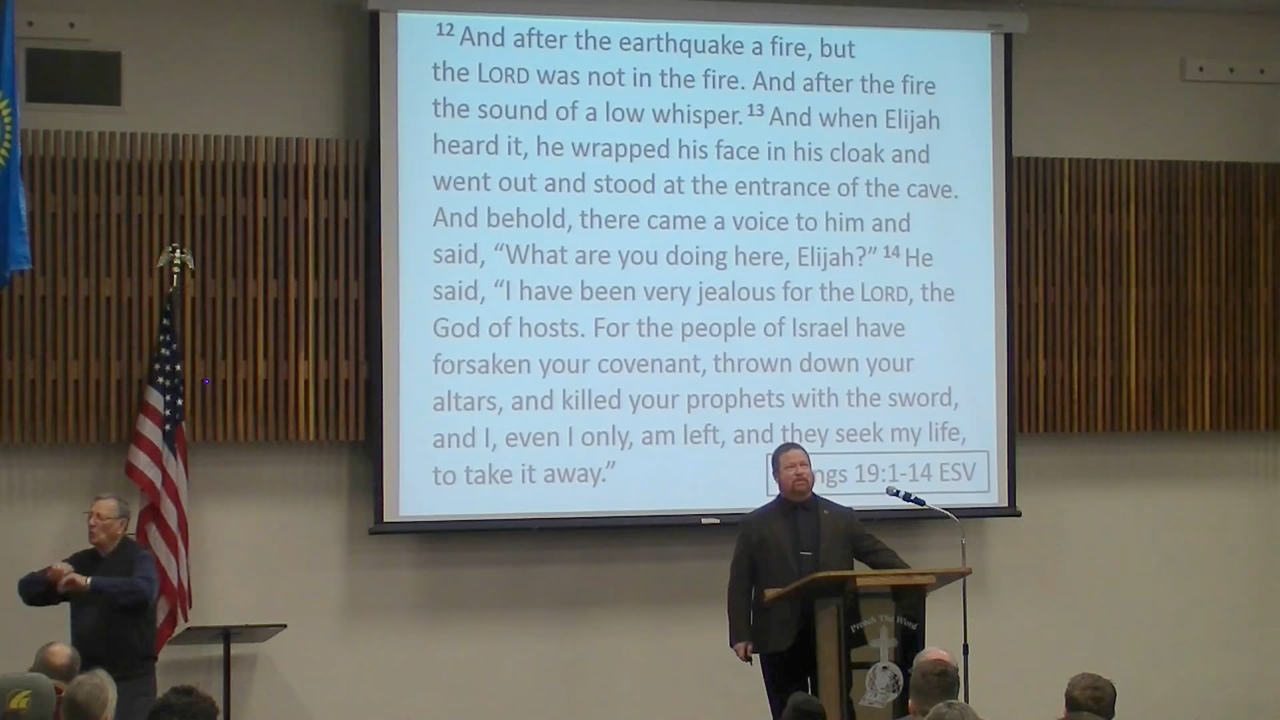 12 And after the earthquake a fire, but
the LORD was not in the fire. And after the fire
the sound of a low whisper. 13 And when Elijah
heard it, he wrapped his face in his cloak and
went out and stood at the entrance of the cave.
And behold, there came a voice to him and
said, “What are you doing here, Elijah?” 14 He
said, “I have been very jealous for the LORD, the
God of hosts. For the people of Israel have
forsaken your covenant, thrown down your
altars, and killed your prophets with the sword,
and I, even I only, am left, and they seek my life,
to take it away.”
ngs 19:1-14 ESV
Preach The Word